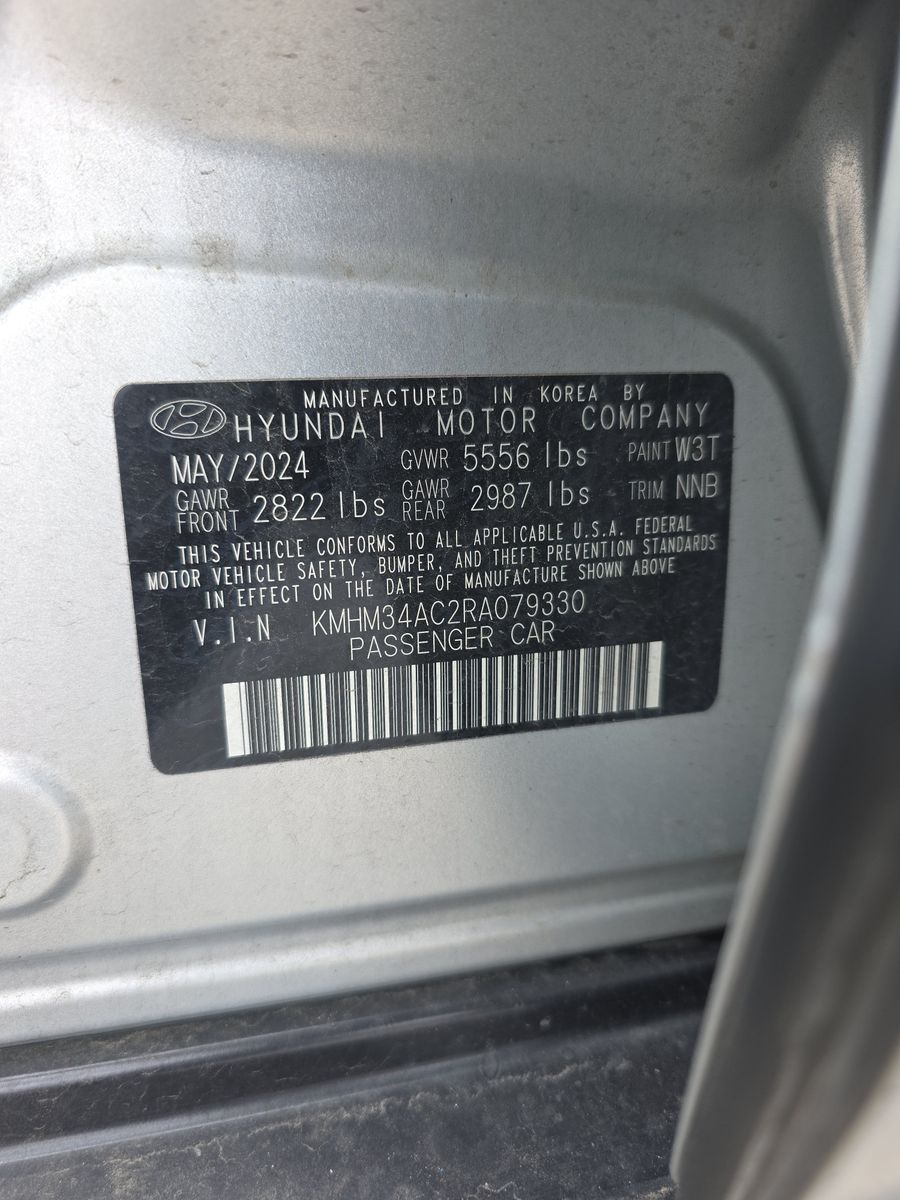 MANUFACTURED IN KOREA BY
HYUNDAI MOTOR COMPANY
MAY/2024 GVWR 5556 lbs PAINT W3T
GAWR FRONT 2822 lbs GAWR REAR 2987 lbs TRIM NNB
THIS VEHICLE CONFORMS TO ALL APPLICABLE U.S.A. FEDERAL
MOTOR VEHICLE SAFETY, BUMPER, AND THEFT PREVENTION STANDARDS
IN EFFECT ON THE DATE OF MANUFACTURE SHOWN ABOVE
V.I.N KMHM34AC2RA079330
PASSENGER CAR